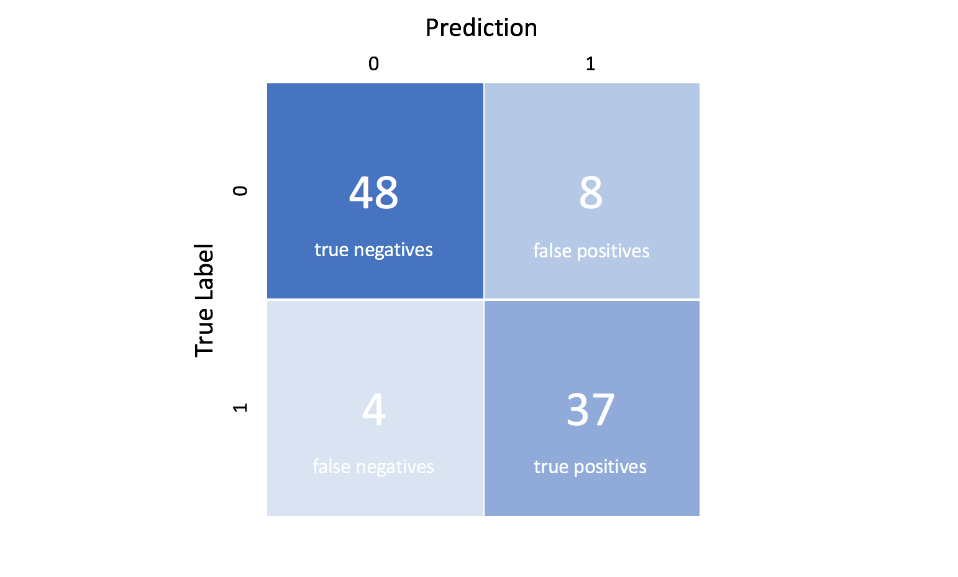 Prediction
0
1
True Label
0
48
true negatives
8
false positives
1
4
false negatives
37
true positives